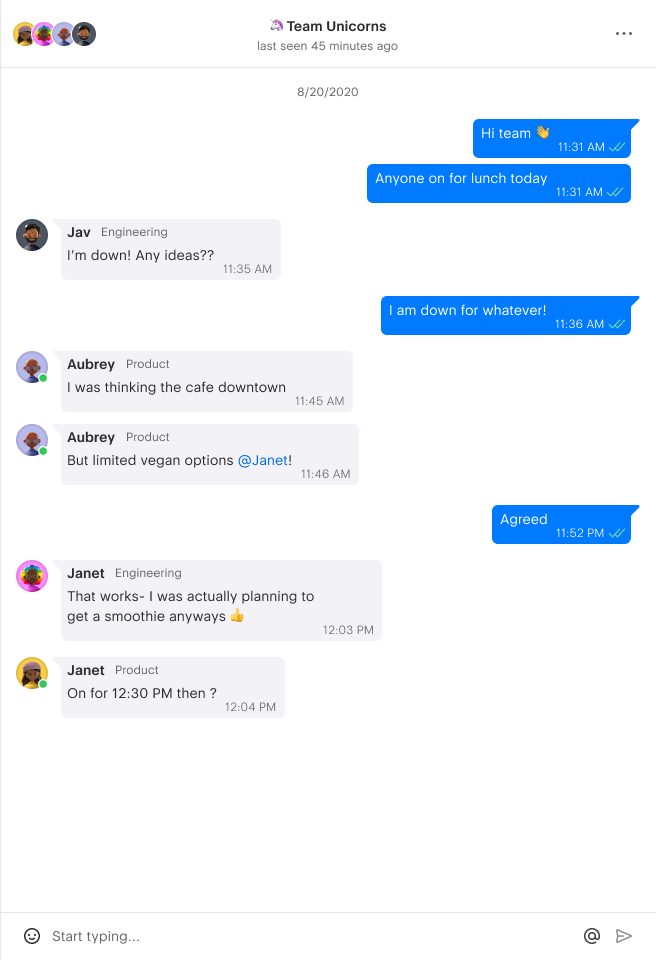 🦄 Team Unicorns
last seen 45 minutes ago
8/20/2020
Hi team 👋
11:31 AM
Anyone on for lunch today
11:31 AM
Jav Engineering
I'm down! Any ideas??
11:35 AM
I am down for whatever!
11:36 AM
Aubrey Product
I was thinking the cafe downtown
11:45 AM
Aubrey Product
But limited vegan options @Janet!
11:46 AM
Agreed
11:52 PM
Janet Engineering
That works- I was actually planning to
get a smoothie anyways 👍
12:03 PM
Janet Product
On for 12:30 PM then ?
12:04 PM
Start typing...